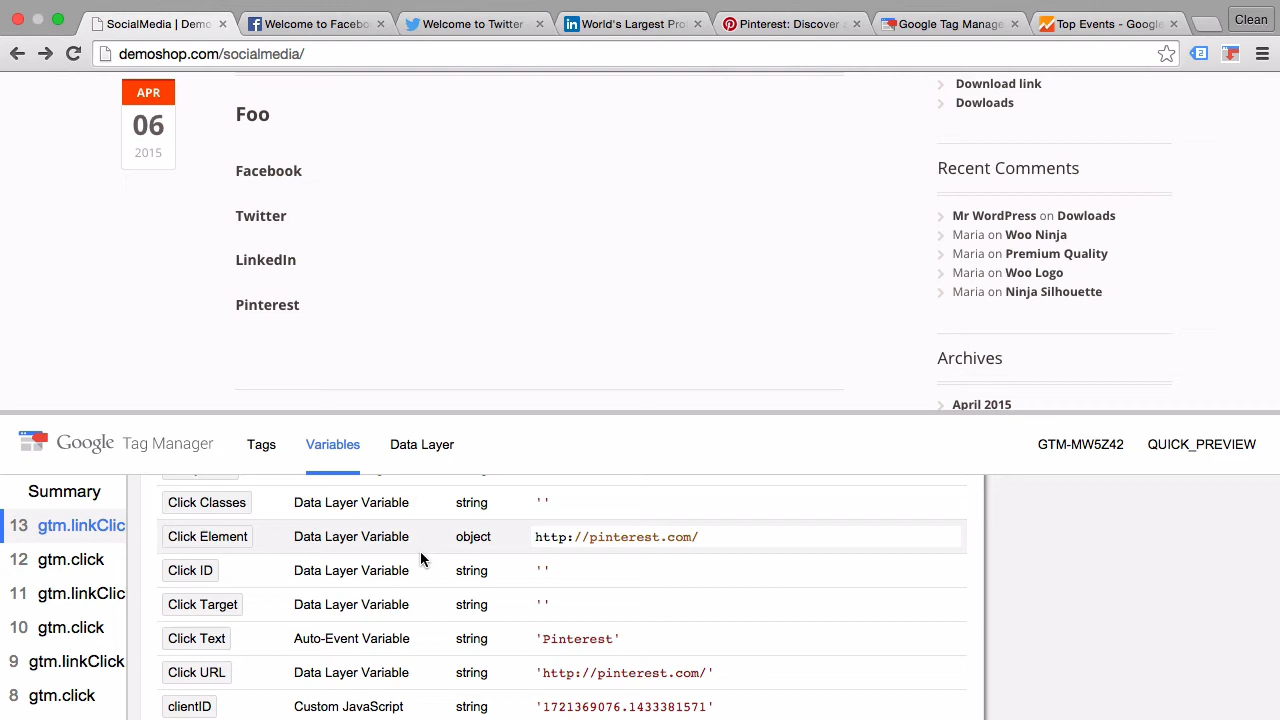 SocialMedia | Demo
Welcome to Facebo
Welcome to Twitter
World's Largest Pro
Pinterest: Discover a
Google Tag Manage
Top Events - Google
Clean
demoshop.com/socialmedia/
2
APR
06
2015
Foo
Facebook
Twitter
LinkedIn
Pinterest
Download link
Dowloads
Recent Comments
Mr WordPress on Dowloads
Maria on Woo Ninja
Maria on Premium Quality
Maria on Woo Logo
Maria on Ninja Silhouette
Archives
April 2015
Google Tag Manager
Tags
Variables
Data Layer
GTM-MW5Z42
QUICK_PREVIEW
Summary
13 gtm.linkClic
12 gtm.click
11 gtm.linkClic
10 gtm.click
9 gtm.linkClick
8 gtm.click
Click Classes Data Layer Variable string ''
Click Element Data Layer Variable object http://pinterest.com/
Click ID Data Layer Variable string ''
Click Target Data Layer Variable string ''
Click Text Auto-Event Variable string 'Pinterest'
Click URL Data Layer Variable string 'http://pinterest.com/'
clientID Custom JavaScript string '1721369076.1433381571'